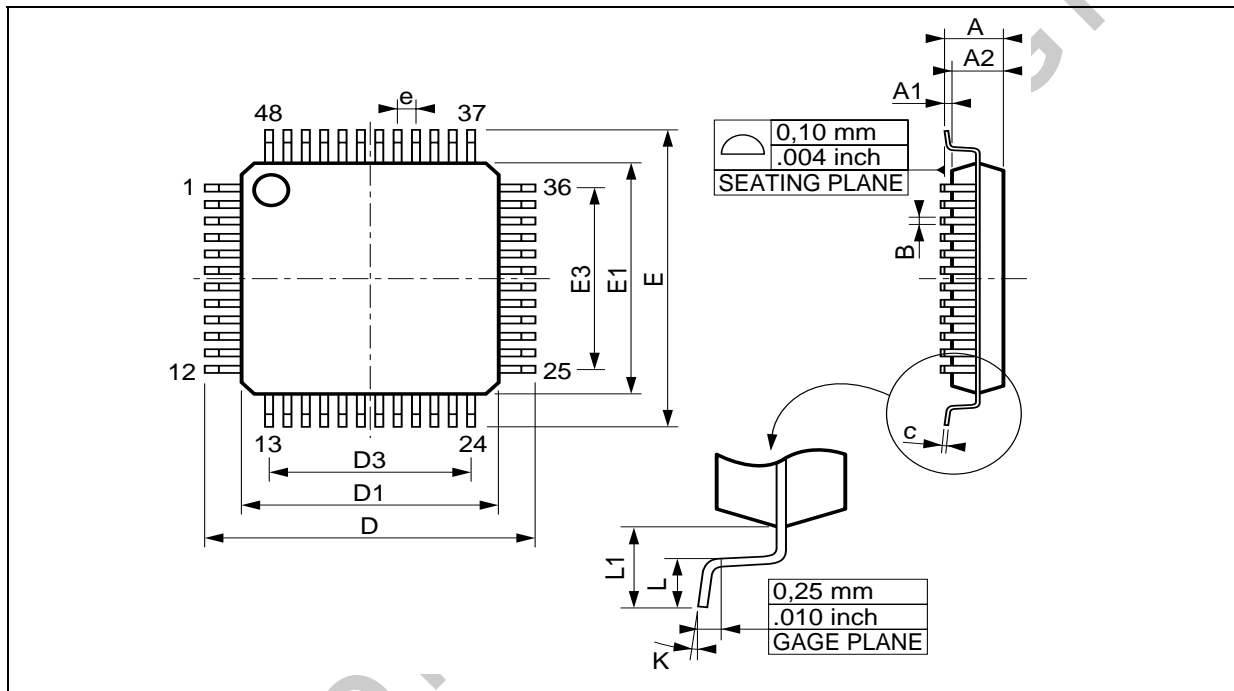 A
A2
A1
e
48
37
0,10 mm
.004 inch
SEATING PLANE
1
36
B
E3
E1
E
12
25
13
24
c
D3
D1
D
L1
L
0,25 mm
.010 inch
GAGE PLANE
K